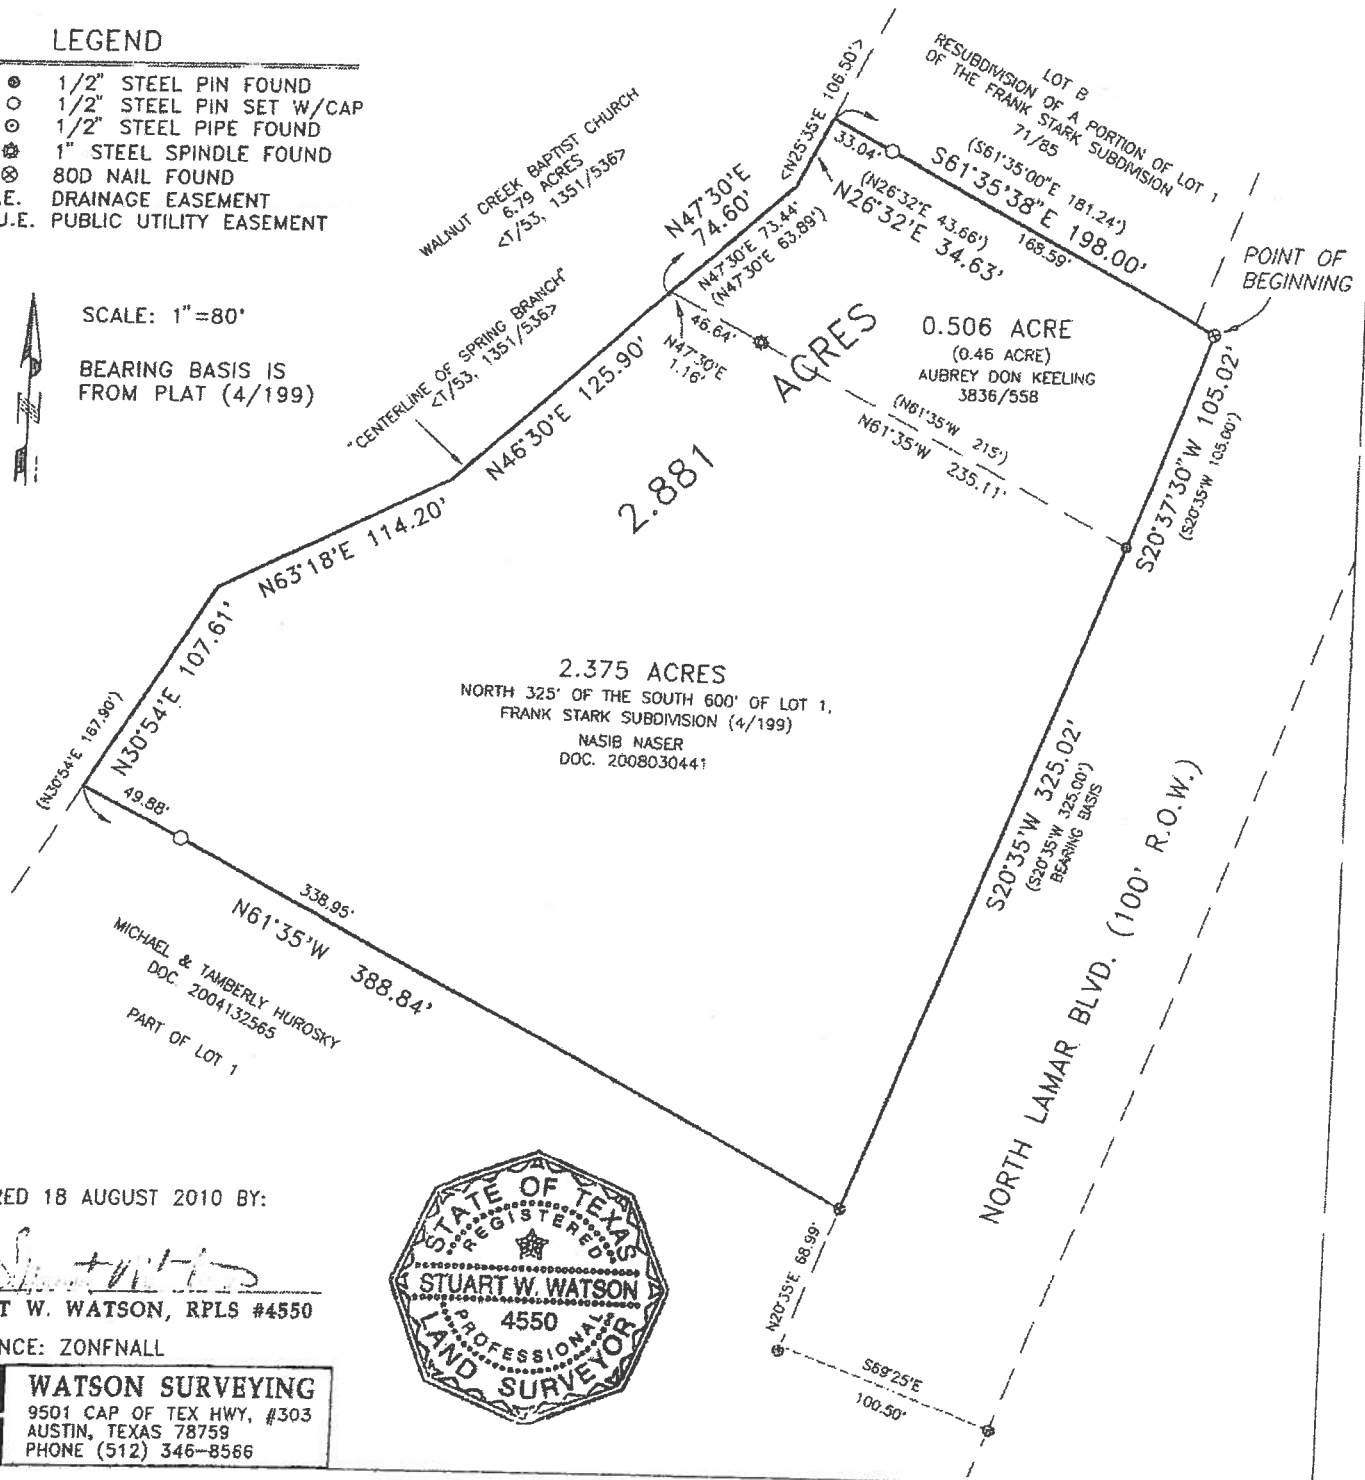 LEGEND
1/2" STEEL PIN FOUND
1/2" STEEL PIN SET W/CAP
1/2" STEEL PIPE FOUND
1" STEEL SPINDLE FOUND
80D NAIL FOUND
.E. DRAINAGE EASEMENT
U.E. PUBLIC UTILITY EASEMENT
SCALE: 1"=80'
BEARING BASIS IS
FROM PLAT (4/199)
N
WALNUT CREEK BAPTIST CHURCH
6.79 ACRES
<T/53, 1351/536>
"CENTERLINE OF SPRING BRANCH"
<T/53, 1351/536>
LOT B
RESUBDIVISION OF A PORTION OF LOT 1
OF THE FRANK STARK SUBDIVISION
71/85
<N25°35'E 106.50'>
33.04'
(S61°35'00"E 181.24')
S61°35'38"E 198.00'
168.59'
(N26°32'E 43.66')
N26°32'E 34.63'
N47°30'E
74.60'
N47°30'E 73.44'
(N47°30'E 63.89')
46.64'
N47°30'E
1.16'
POINT OF
BEGINNING
0.506 ACRE
(0.46 ACRE)
AUBREY DON KEELING
3836/558
(N61°35'W 215')
N61°35'W 235.11'
S20°37'30"W 105.02'
(S20°35'W 105.00')
2.881 ACRES
N46°30'E 125.90'
N63°18'E 114.20'
N30°54'E 107.61'
(N30°54'E 167.90')
2.375 ACRES
NORTH 325' OF THE SOUTH 600' OF LOT 1,
FRANK STARK SUBDIVISION (4/199)
NASIB NASER
DOC. 2008030441
49.88'
338.95'
N61°35'W 388.84'
MICHAEL & TAMBERLY HUROSKY
DOC. 2004132565
PART OF LOT 1
S20°35'W 325.02'
(S20°35'W 325.00')
BEARING BASIS
NORTH LAMAR BLVD. (100' R.O.W.)
N20°35'E 68.99'
S69°25'E
100.50'
RED 18 AUGUST 2010 BY:
T W. WATSON, RPLS #4550
NCE: ZONFNALL
WATSON SURVEYING
9501 CAP OF TEX HWY, #303
AUSTIN, TEXAS 78759
PHONE (512) 346-8566
STATE OF TEXAS
REGISTERED
STUART W. WATSON
4550
PROFESSIONAL
LAND SURVEYOR